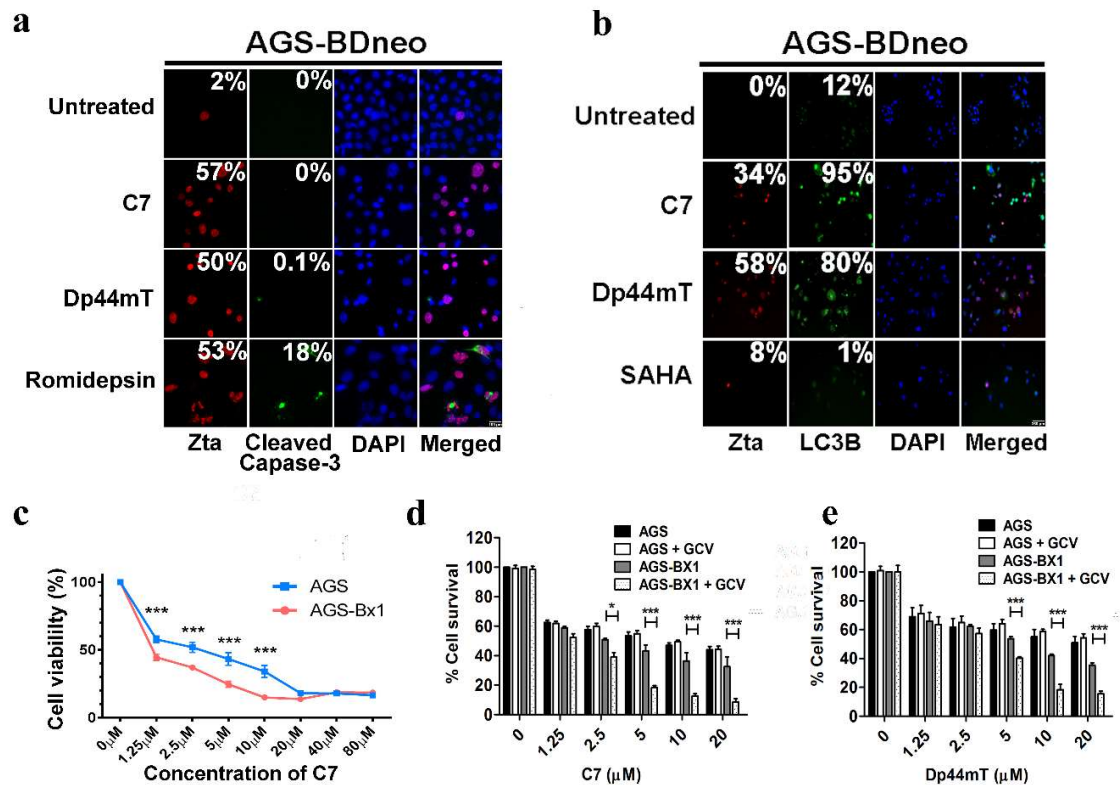 a
AGS-BDneo
Untreated
2%
0%
C7
57%
0%
Dp44mT
50%
0.1%
Romidepsin
53%
18%
Zta
Cleaved
Capase-3
DAPI
Merged
b
AGS-BDneo
Untreated
0%
12%
C7
34%
95%
Dp44mT
58%
80%
SAHA
8%
1%
Zta
LC3B
DAPI
Merged
c
Cell viability (%)
100
50
AGS
AGS-Bx1
***
***
***
***
0μM
1.25μM
2.5μM
5μM
10μM
20μM
40μM
80μM
Concentration of C7
d
AGS
AGS + GCV
AGS-BX1
AGS-BX1 + GCV
% Cell survival
120
100
80
60
40
20
0
*
***
***
***
0
1.25
2.5
5
10
20
C7 (μM)
e
AGS
AGS + GCV
AGS-BX1
AGS-BX1 + GCV
% Cell survival
120
100
80
60
40
20
0
***
***
***
0
1.25
2.5
5
10
20
Dp44mT (μM)